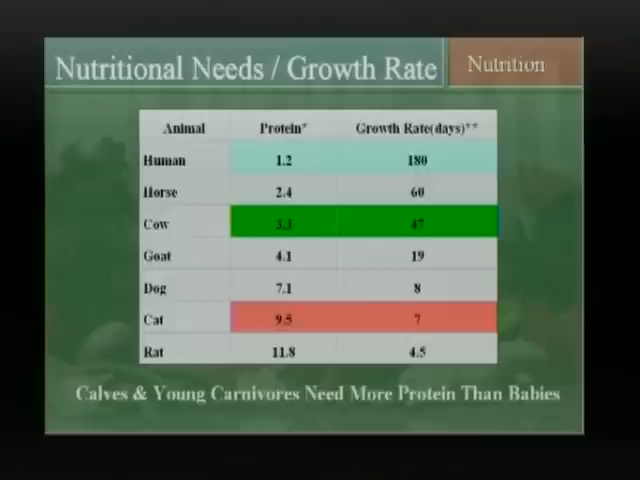 Nutritional Needs / Growth Rate
Nutrition
Animal Protein* Growth Rate(days)**
Human 1.2 180
Horse 2.4 60
Cow 3.3 47
Goat 4.1 19
Dog 7.1 8
Cat 9.5 7
Rat 11.8 4.5
Calves & Young Carnivores Need More Protein Than Babies